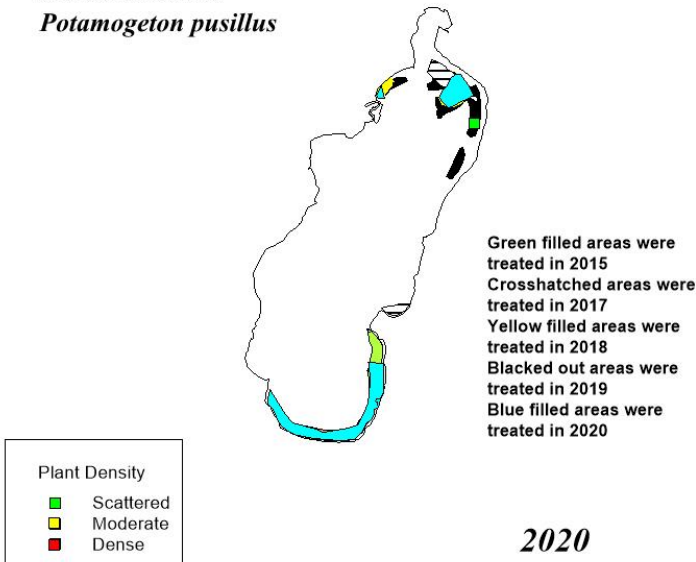 Potamogeton pusillus
Green filled areas were
treated in 2015
Crosshatched areas were
treated in 2017
Yellow filled areas were
treated in 2018
Blacked out areas were
treated in 2019
Blue filled areas were
treated in 2020
Plant Density
Scattered
Moderate
Dense
2020